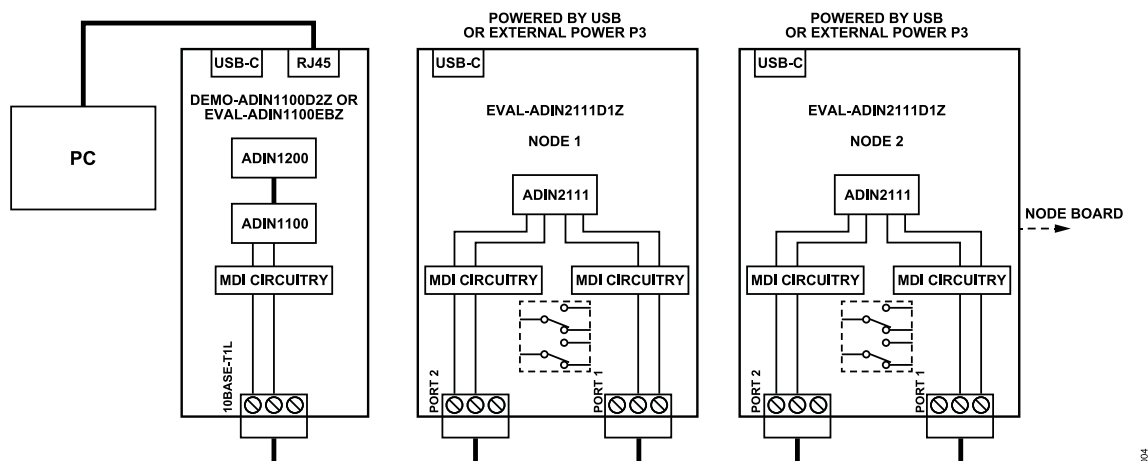 POWERED BY USB
OR EXTERNAL POWER P3
POWERED BY USB
OR EXTERNAL POWER P3
USB-C
RJ45
USB-C
USB-C
DEMO-ADIN1100D2Z OR
EVAL-ADIN1100EBZ
EVAL-ADIN2111D1Z
NODE 1
EVAL-ADIN2111D1Z
NODE 2
PC
ADIN1200
ADIN1100
ADIN2111
ADIN2111
NODE BOARD
MDI CIRCUITRY
MDI CIRCUITRY
MDI CIRCUITRY
MDI CIRCUITRY
MDI CIRCUITRY
10BASE-T1L
PORT 2
PORT 1
PORT 2
PORT 1
004